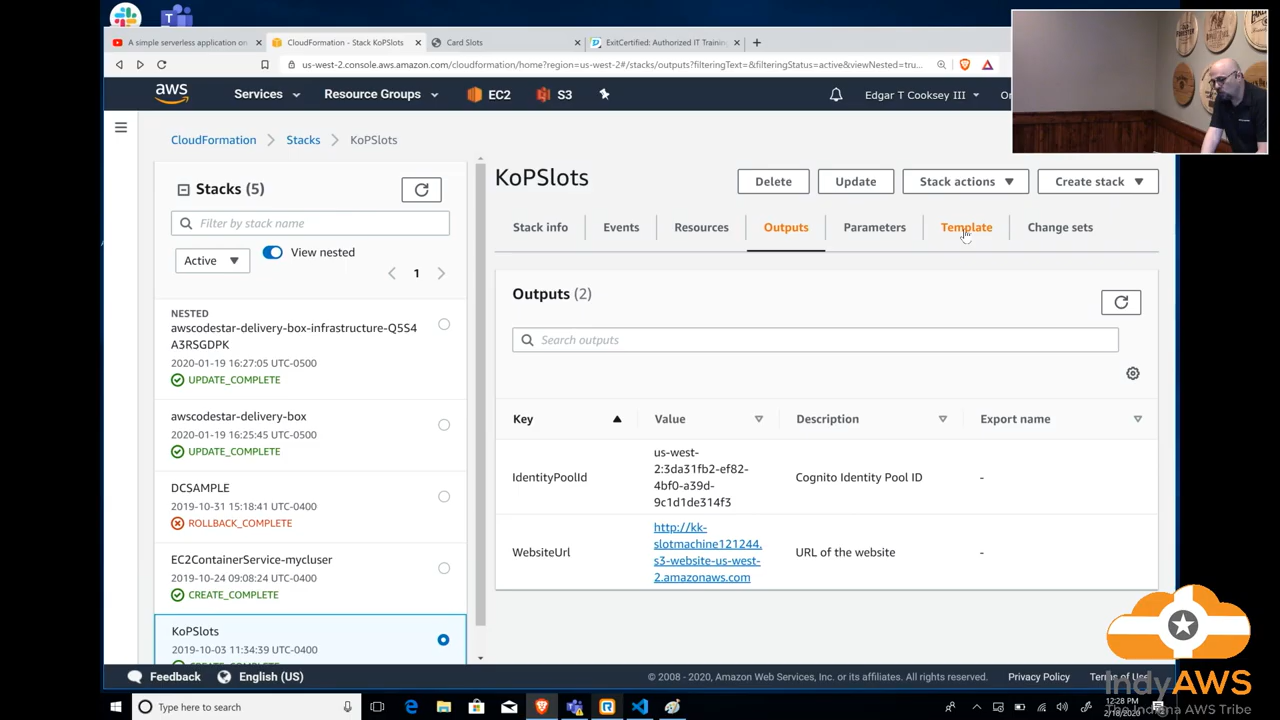 A simple serverless application on
CloudFormation - Stack KoPSlots
Card Slots
ExitCertified: Authorized IT Trainin
us-west-2.console.aws.amazon.com/cloudformation/home?region=us-west-2#/stacks/outputs?filteringText=&filteringStatus=active&viewNested=tru...
aws
Services
Resource Groups
EC2
S3
Edgar T Cooksey III
CloudFormation
Stacks
KoPSlots
Stacks (5)
Filter by stack name
Active
View nested
1
NESTED
awscodestar-delivery-box-infrastructure-Q5S4
A3RSGDPK
2020-01-19 16:27:05 UTC-0500
UPDATE_COMPLETE
awscodestar-delivery-box
2020-01-19 16:25:45 UTC-0500
UPDATE_COMPLETE
DCSAMPLE
2019-10-31 15:18:41 UTC-0400
ROLLBACK_COMPLETE
EC2ContainerService-mycluser
2019-10-24 09:08:24 UTC-0400
CREATE_COMPLETE
KoPSlots
2019-10-03 11:34:39 UTC-0400
KoPSlots
Delete
Update
Stack actions
Create stack
Stack info
Events
Resources
Outputs
Parameters
Template
Change sets
Outputs (2)
Search outputs
Key
Value
Description
Export name
IdentityPoolId
us-west-
2:3da31fb2-ef82-
4bf0-a39d-
9c1d1de314f3
Cognito Identity Pool ID
-
WebsiteUrl
http://kk-
slotmachine121244.
s3-website-us-west-
2.amazonaws.com
URL of the website
-
Feedback
English (US)
© 2008 - 2020, Amazon Web Services, Inc. or its affiliates. All rights reserved.
Privacy Policy
Terms of Use
IndyAWS
The Indiana AWS Tribe
Type here to search
12:28 PM
2/18/2020